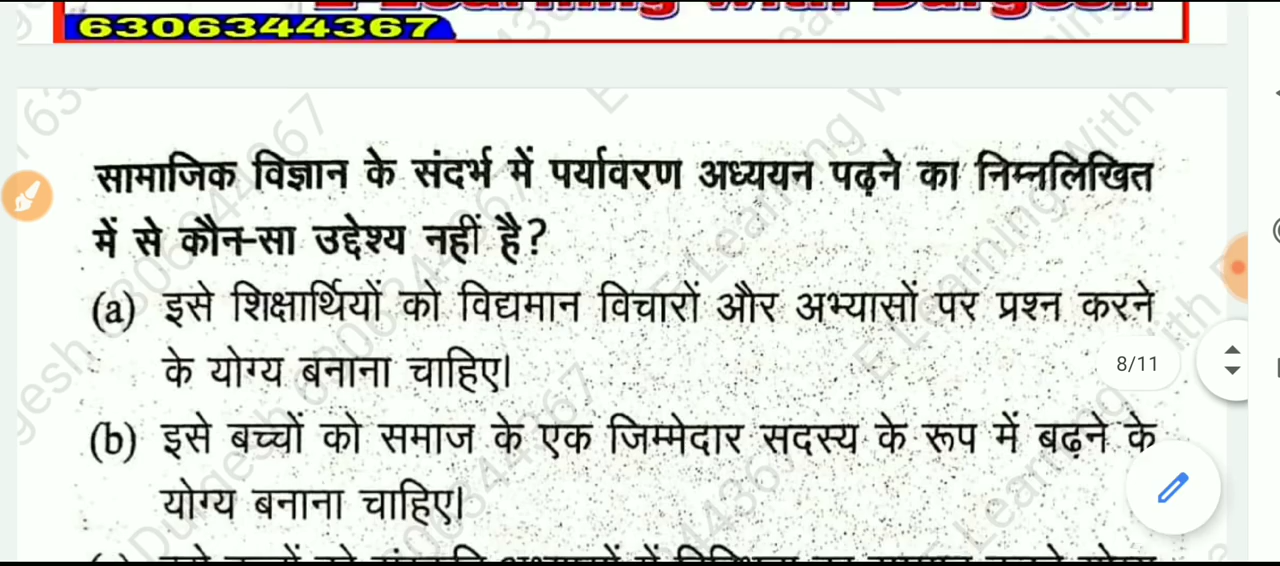 6306344367
सामाजिक विज्ञान के संदर्भ में पर्यावरण अध्ययन पढ़ने का निम्नलिखित
में से कौन-सा उद्देश्य नहीं है?
(a) इसे शिक्षार्थियों को विद्यमान विचारों और अभ्यासों पर प्रश्न करने
के योग्य बनाना चाहिए।
8/11
(b) इसे बच्चों को समाज के एक जिम्मेदार सदस्य के रूप में बढ़ने के
योग्य बनाना चाहिए।